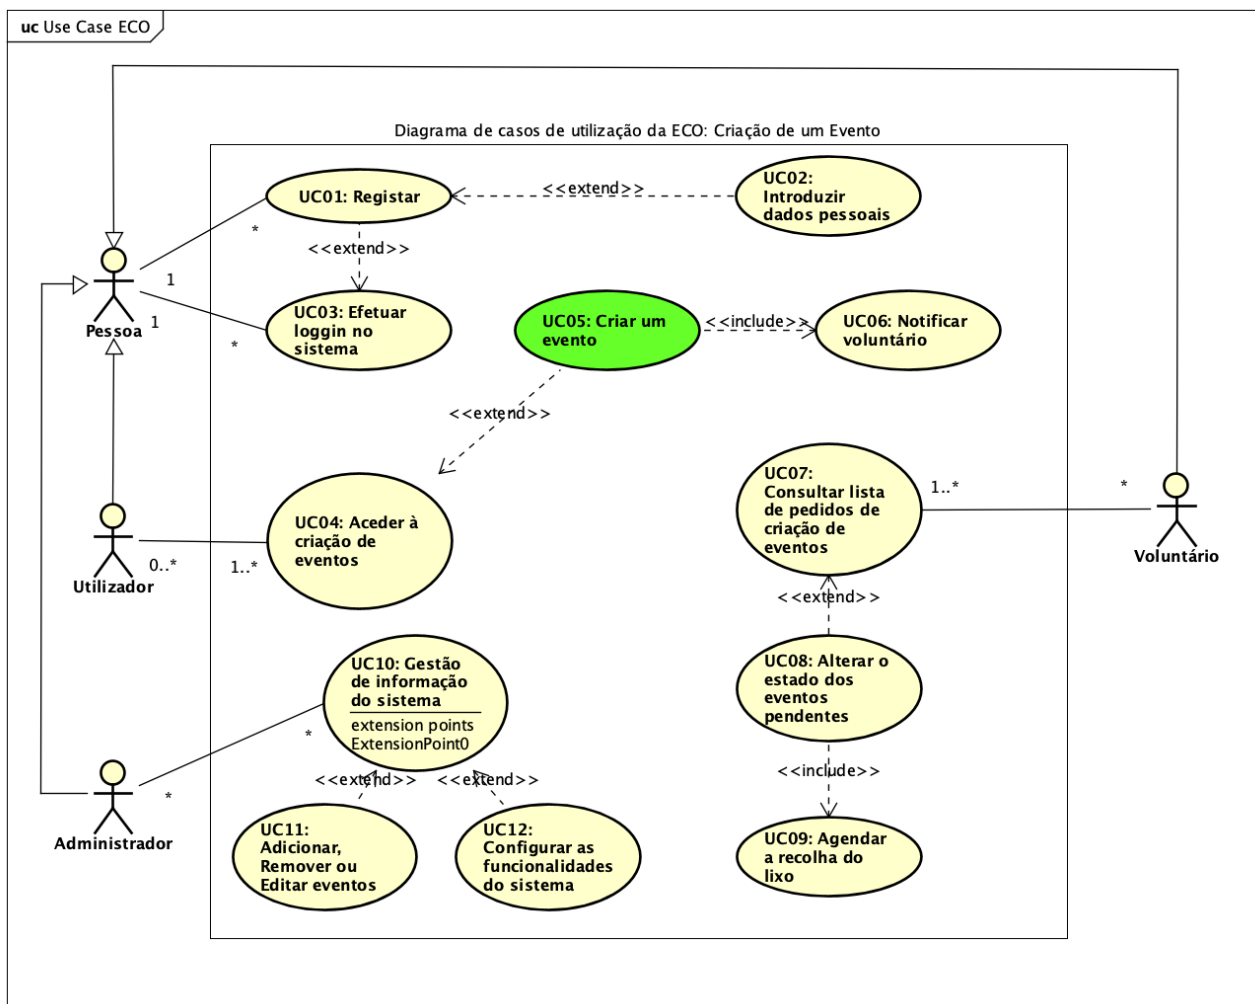 uc Use Case ECO
Diagrama de casos de utilização da ECO: Criação de um Evento
UC01: Registar
<<extend>>
UC02:
Introduzir
dados pessoais
*
<<extend>>
1
Pessoa
1
*
UC03: Efetuar
loggin no
sistema
UC05: Criar um
evento
<<include>>
UC06: Notificar
voluntário
<<extend>>
UC04: Aceder à
criação de
eventos
0..*
1..*
Utilizador
UC07:
Consultar lista
de pedidos de
criação de
eventos
1..*
*
Voluntário
<<extend>>
UC08: Alterar o
estado dos
eventos
pendentes
<<include>>
UC09: Agendar
a recolha do
lixo
UC10: Gestão
de informação
do sistema
extension points
ExtensionPoint0
*
*
Administrador
<<extend>>
<<extend>>
UC11:
Adicionar,
Remover ou
Editar eventos
UC12:
Configurar as
funcionalidades
do sistema